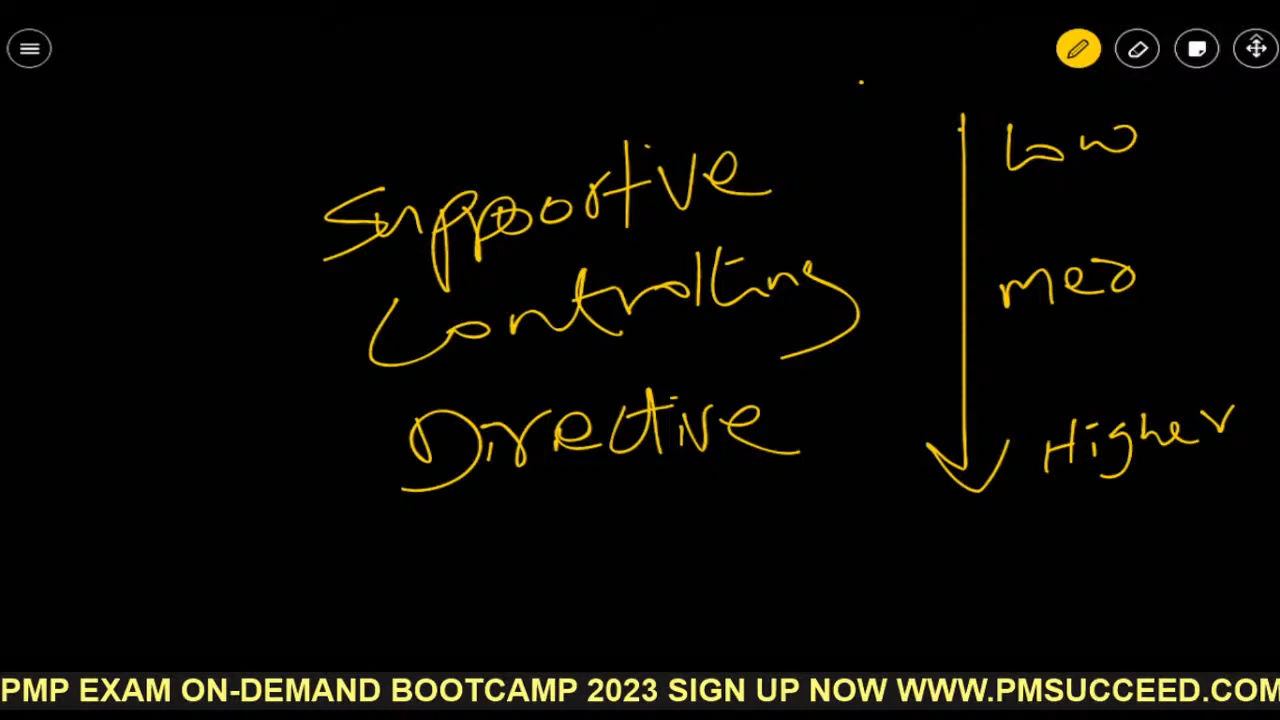 Supportive Low
Controlling Med
Directive Higher
PMP EXAM ON-DEMAND BOOTCAMP 2023 SIGN UP NOW WWW.PMSUCCEED.COM